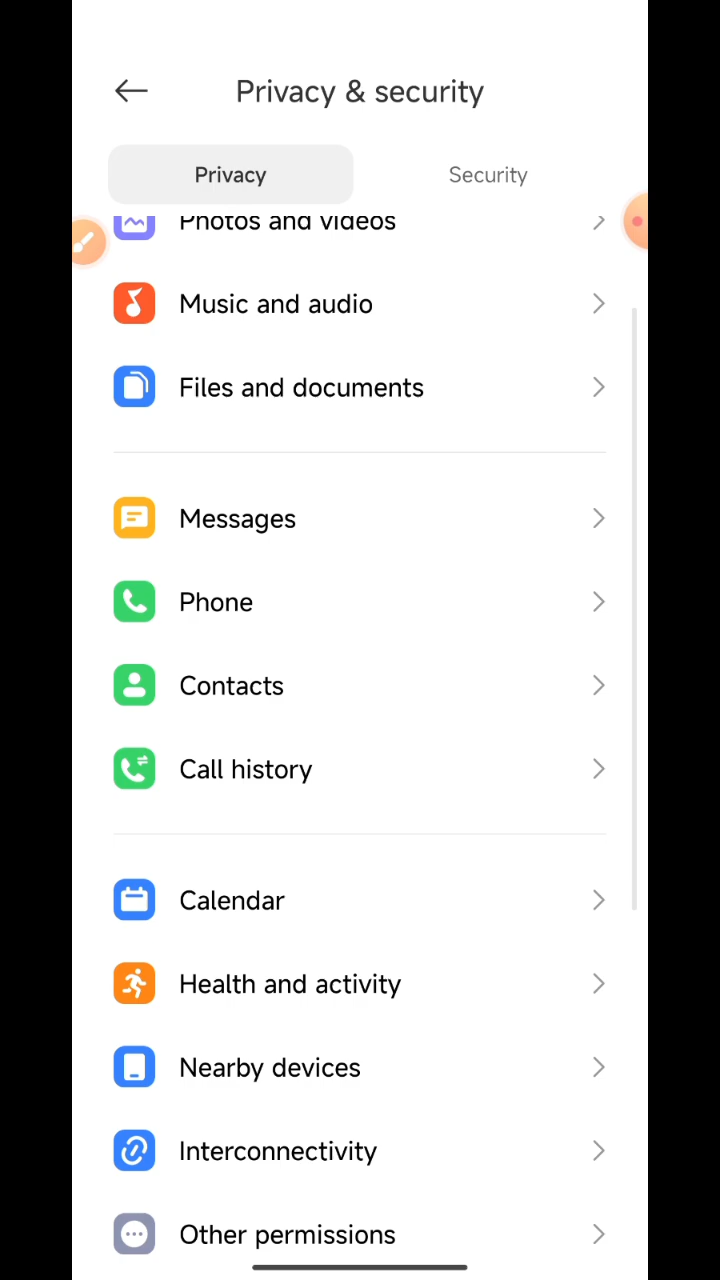 Privacy & security
Privacy
Security
Photos and videos
Music and audio
Files and documents
Messages
Phone
Contacts
Call history
Calendar
Health and activity
Nearby devices
Interconnectivity
Other permissions